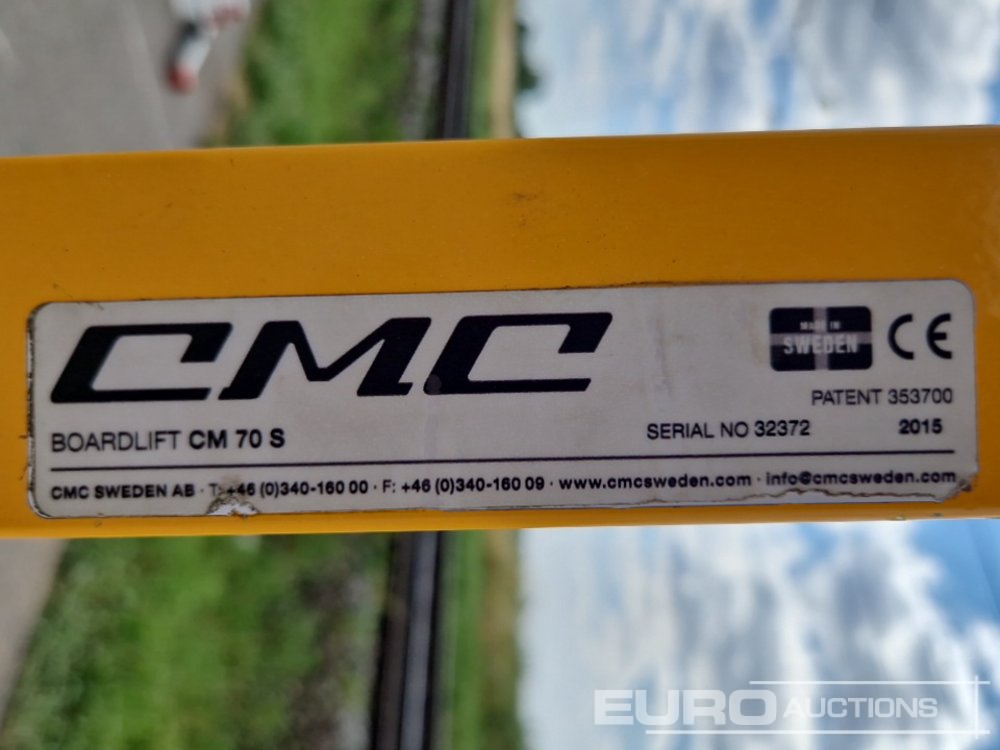 CMC
MADE IN
SWEDEN
CE
PATENT 353700
BOARDLIFT CM 70 S
SERIAL NO 32372
2015
CMC SWEDEN AB · T: +46 (0)340-160 00 · F: +46 (0)340-160 09 · www.cmcsweden.com · info@cmcsweden.com
EURO AUCTIONS